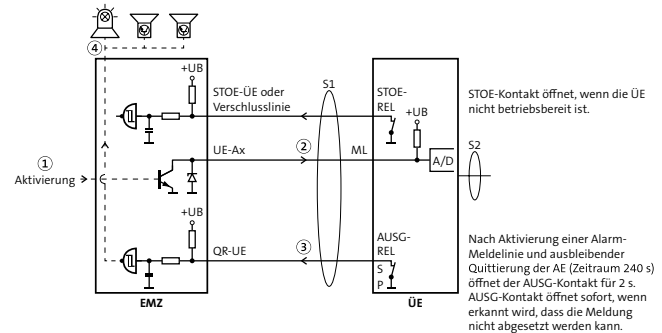 ④
+UB
STOE-ÜE oder
Verschlusslinie
S1
STOE-
REL
+UB
STOE-Kontakt öffnet, wenn die ÜE
nicht betriebsbereit ist.
①
Aktivierung
UE-Ax
②
ML
A/D
S2
+UB
QR-UE
③
AUSG-
REL
S
P
Nach Aktivierung einer Alarm-
Meldelinie und ausbleibender
Quittierung der AE (Zeitraum 240 s)
öffnet der AUSG-Kontakt für 2 s.
AUSG-Kontakt öffnet sofort, wenn
erkannt wird, dass die Meldung
nicht abgesetzt werden kann.
EMZ
ÜE